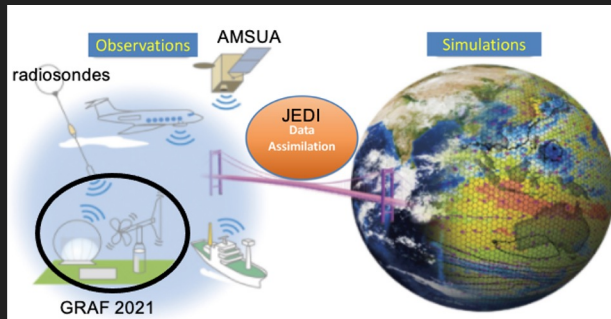 Observations
AMSUA
Simulations
radiosondes
JEDI
Data
Assimilation
GRAF 2021